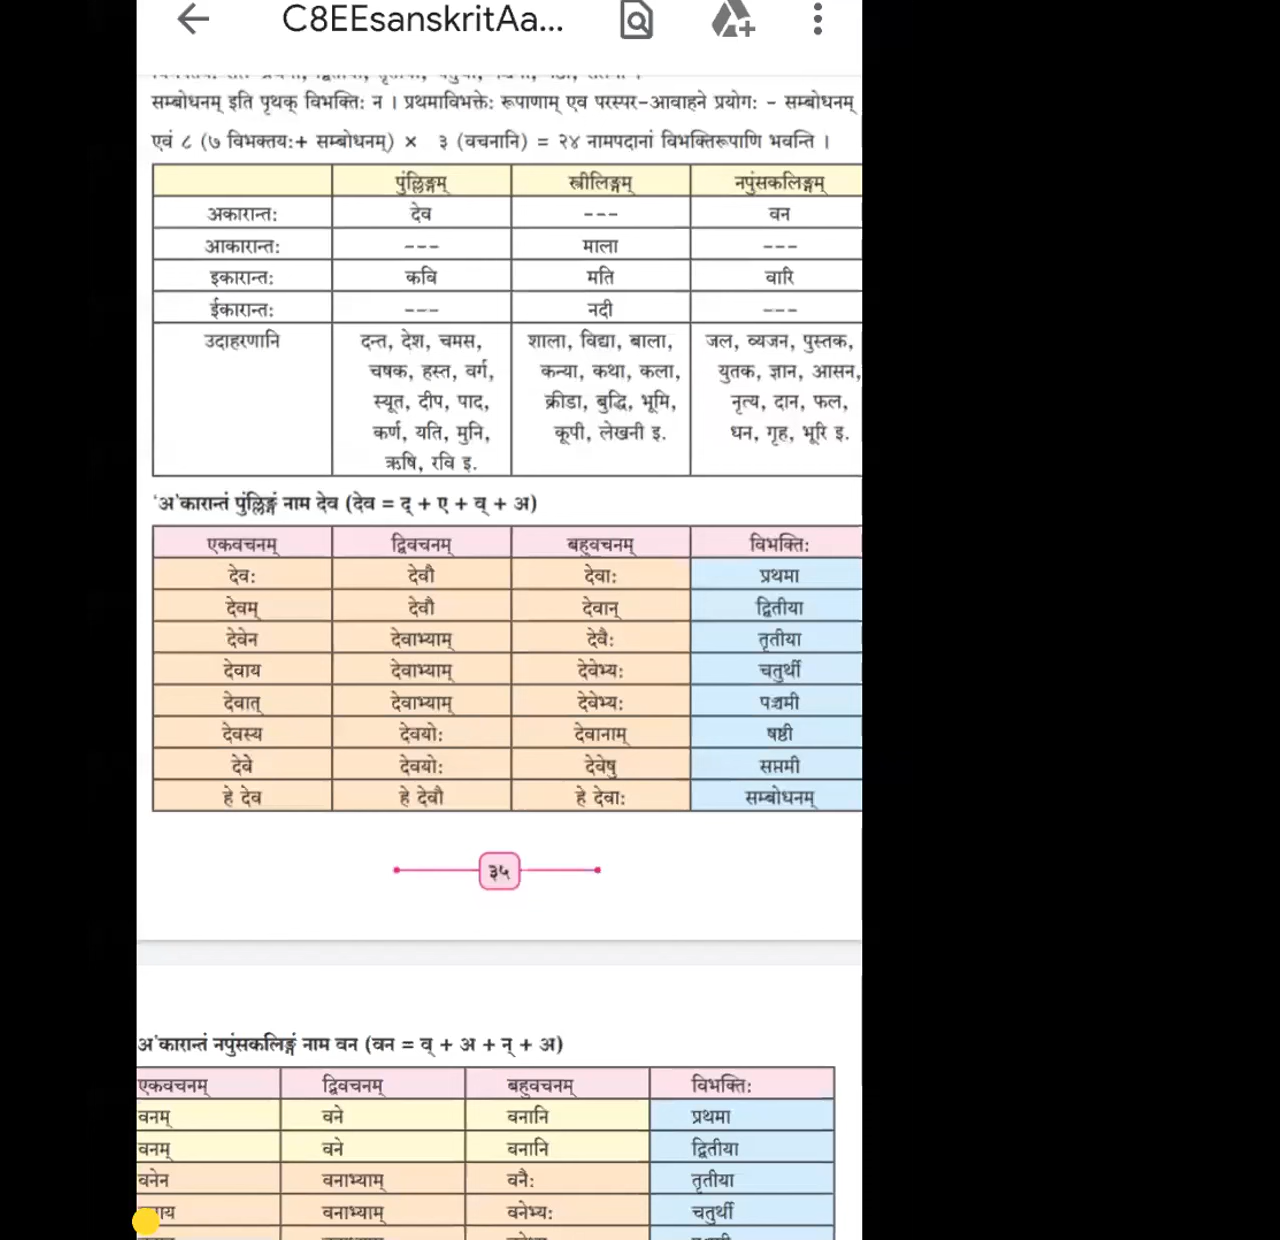 C8EEsanskritAa...
सम्बोधनम् इति पृथक् विभक्तिः न । प्रथमाविभक्तेः रूपाणाम् एव परस्पर-आवाहने प्रयोगः - सम्बोधनम्
एवं ८ (७ विभक्तयः+ सम्बोधनम्) × ३ (वचनानि) = २४ नामपदानां विभक्तिरूपाणि भवन्ति ।
पुंल्लिङ्गम् स्त्रीलिङ्गम् नपुंसकलिङ्गम्
अकारान्तः देव --- वन
आकारान्तः --- माला ---
इकारान्तः कवि मति वारि
ईकारान्तः --- नदी ---
उदाहरणानि दन्त, देश, चमस, शाला, विद्या, बाला, जल, व्यजन, पुस्तक,
चषक, हस्त, वर्ग, कन्या, कथा, कला, युतक, ज्ञान, आसन,
स्यूत, दीप, पाद, क्रीडा, बुद्धि, भूमि, नृत्य, दान, फल,
कर्ण, यति, मुनि, कूपी, लेखनी इ. धन, गृह, भूरि इ.
ऋषि, रवि इ.
'अ'कारान्तं पुंल्लिङ्गं नाम देव (देव = द् + ए + व् + अ)
एकवचनम् द्विवचनम् बहुवचनम् विभक्तिः
देवः देवौ देवाः प्रथमा
देवम् देवौ देवान् द्वितीया
देवेन देवाभ्याम् देवैः तृतीया
देवाय देवाभ्याम् देवेभ्यः चतुर्थी
देवात् देवाभ्याम् देवेभ्यः पञ्चमी
देवस्य देवयोः देवानाम् षष्ठी
देवे देवयोः देवेषु सप्तमी
हे देव हे देवौ हे देवाः सम्बोधनम्
३५
अ'कारान्तं नपुंसकलिङ्गं नाम वन (वन = व् + अ + न् + अ)
एकवचनम् द्विवचनम् बहुवचनम् विभक्तिः
वनम् वने वनानि प्रथमा
वनम् वने वनानि द्वितीया
वनेन वनाभ्याम् वनैः तृतीया
वनाभ्याम् वनेभ्यः चतुर्थी